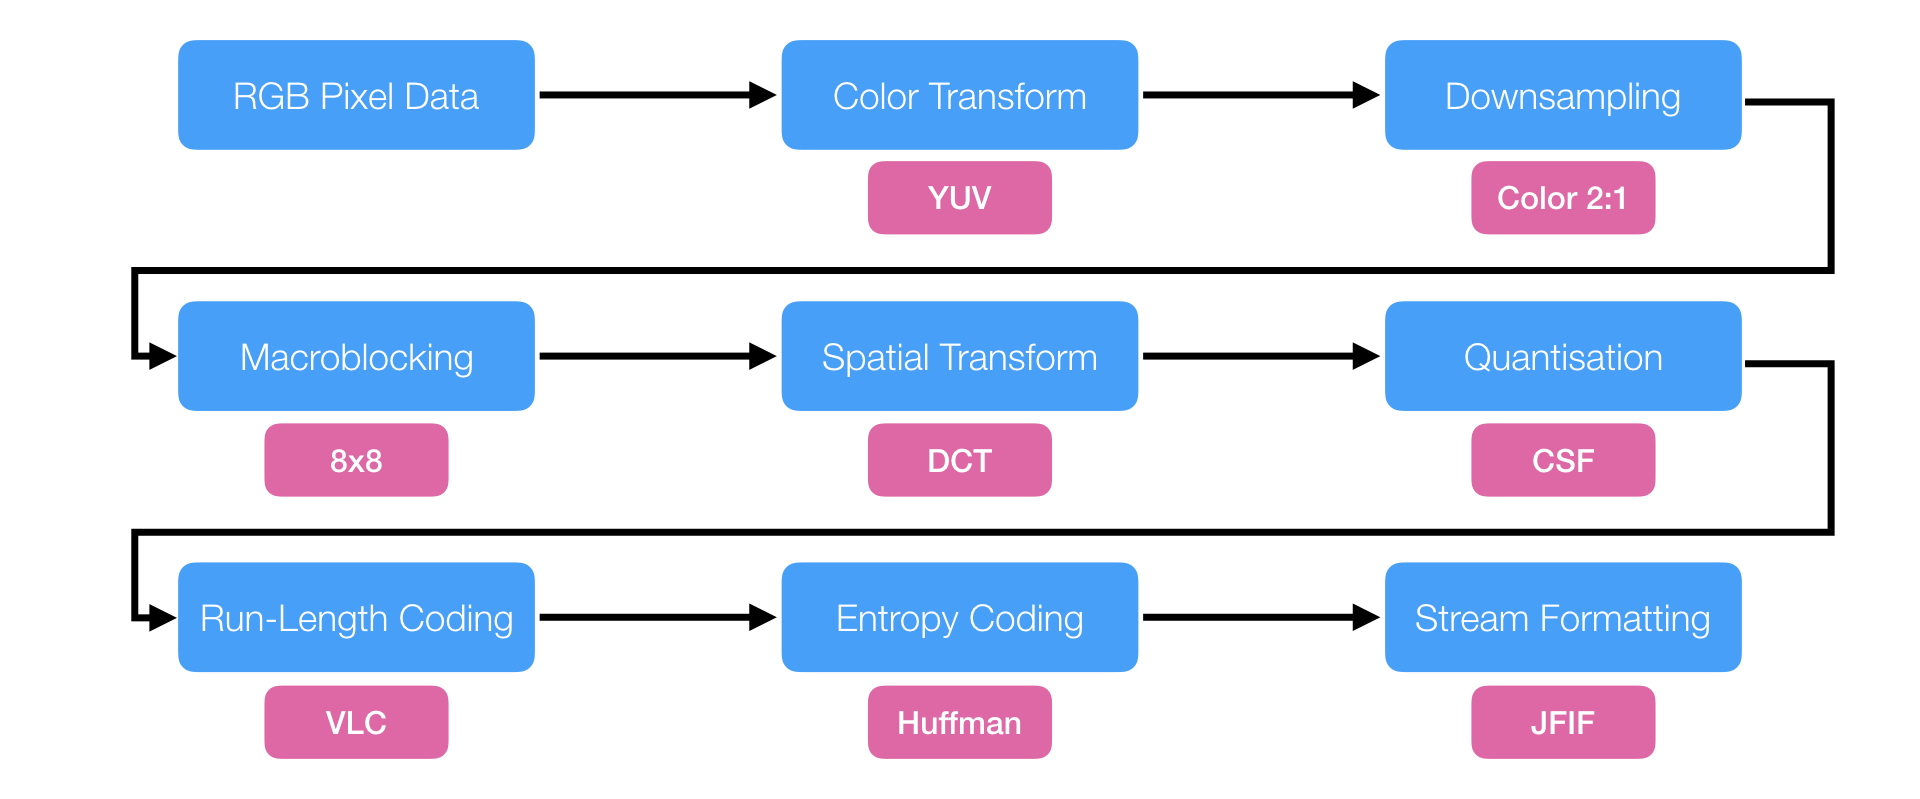 RGB Pixel Data
Color Transform
Downsampling
YUV
Color 2:1
Macroblocking
Spatial Transform
Quantisation
8x8
DCT
CSF
Run-Length Coding
Entropy Coding
Stream Formatting
VLC
Huffman
JFIF